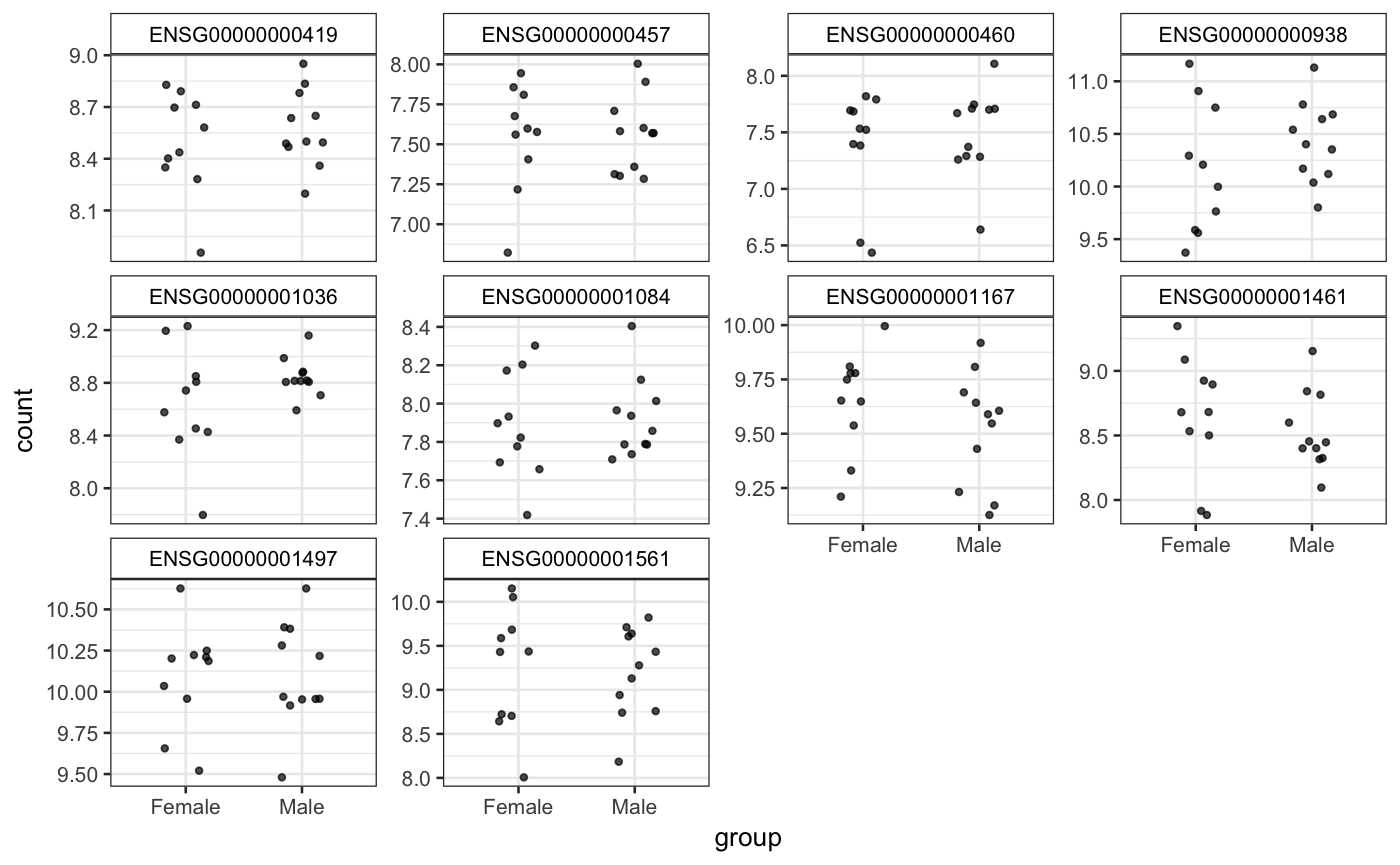 ENSG00000000419
ENSG00000000457
ENSG00000000460
ENSG00000000938
9.0
8.7
8.4
8.1
8.00
7.75
7.50
7.25
7.00
8.0
7.5
7.0
6.5
11.0
10.5
10.0
9.5
ENSG00000001036
ENSG00000001084
ENSG00000001167
ENSG00000001461
9.2
8.8
8.4
8.0
8.4
8.2
8.0
7.8
7.6
7.4
10.00
9.75
9.50
9.25
Female
Male
9.0
8.5
8.0
Female
Male
ENSG00000001497
ENSG00000001561
10.50
10.25
10.00
9.75
9.50
Female
Male
10.0
9.5
9.0
8.5
8.0
Female
Male
count
group